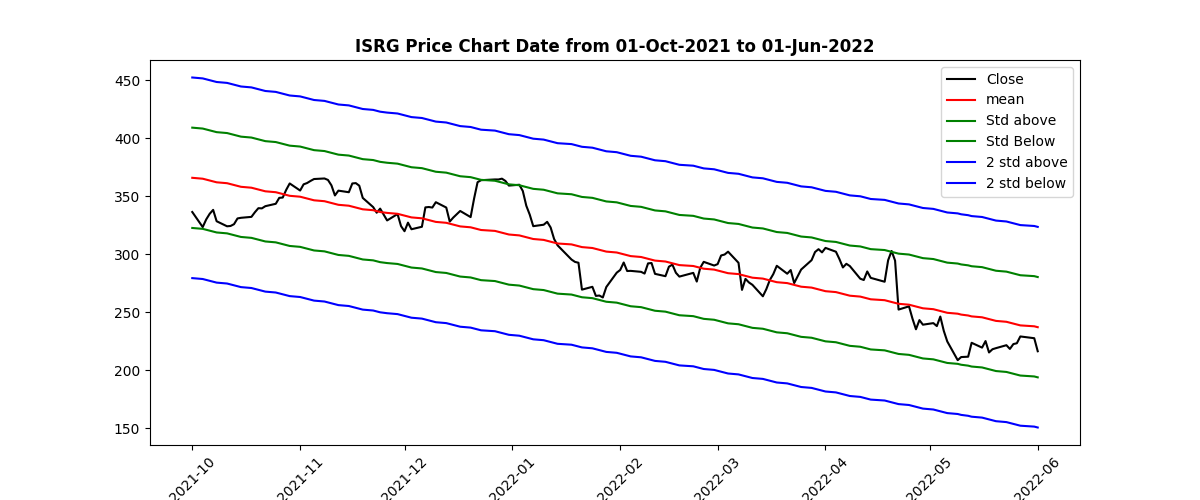 ISRG Price Chart Date from 01-Oct-2021 to 01-Jun-2022
450
400
350
300
250
200
150
Close
mean
Std above
Std Below
2 std above
2 std below
2021-10
2021-11
2021-12
2022-01
2022-02
2022-03
2022-04
2022-05
2022-06